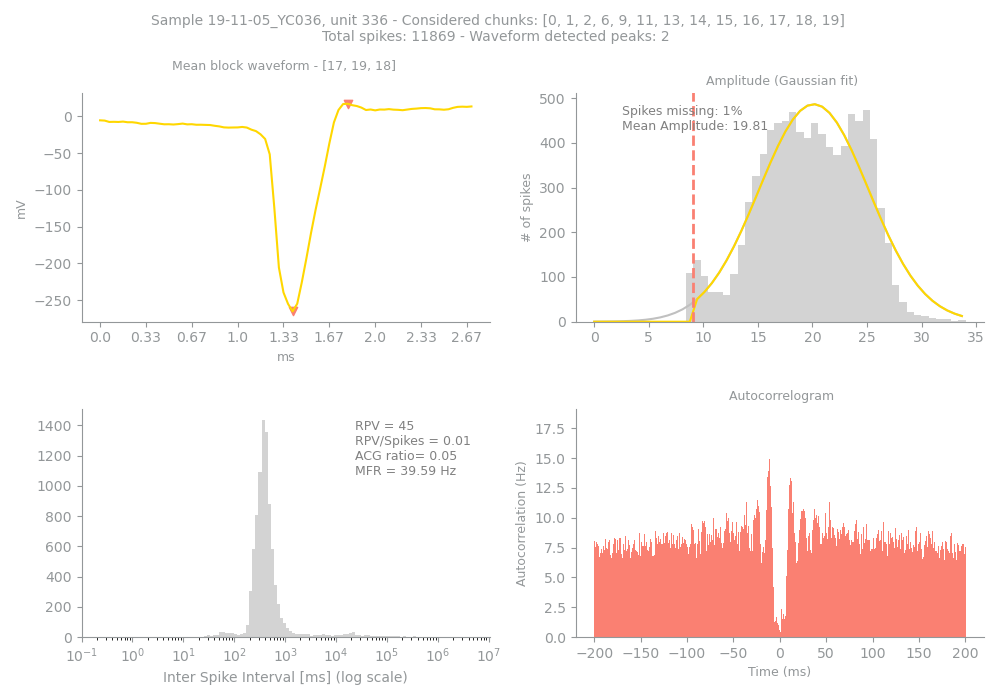 Sample 19-11-05_YC036, unit 336 - Considered chunks: [0, 1, 2, 6, 9, 11, 13, 14, 15, 16, 17, 18, 19]
Total spikes: 11869 - Waveform detected peaks: 2
Mean block waveform - [17, 19, 18]
mV
0
−50
−100
−150
−200
−250
0.0 0.33 0.67 1.0 1.33 1.67 2.0 2.33 2.67
ms
Amplitude (Gaussian fit)
Spikes missing: 1%
Mean Amplitude: 19.81
# of spikes
500
400
300
200
100
0
0 5 10 15 20 25 30 35
1400
1200
1000
800
600
400
200
0
RPV = 45
RPV/Spikes = 0.01
ACG ratio= 0.05
MFR = 39.59 Hz
10⁻¹ 10⁰ 10¹ 10² 10³ 10⁴ 10⁵ 10⁶ 10⁷
Inter Spike Interval [ms] (log scale)
Autocorrelogram
Autocorrelation (Hz)
17.5
15.0
12.5
10.0
7.5
5.0
2.5
0.0
−200 −150 −100 −50 0 50 100 150 200
Time (ms)